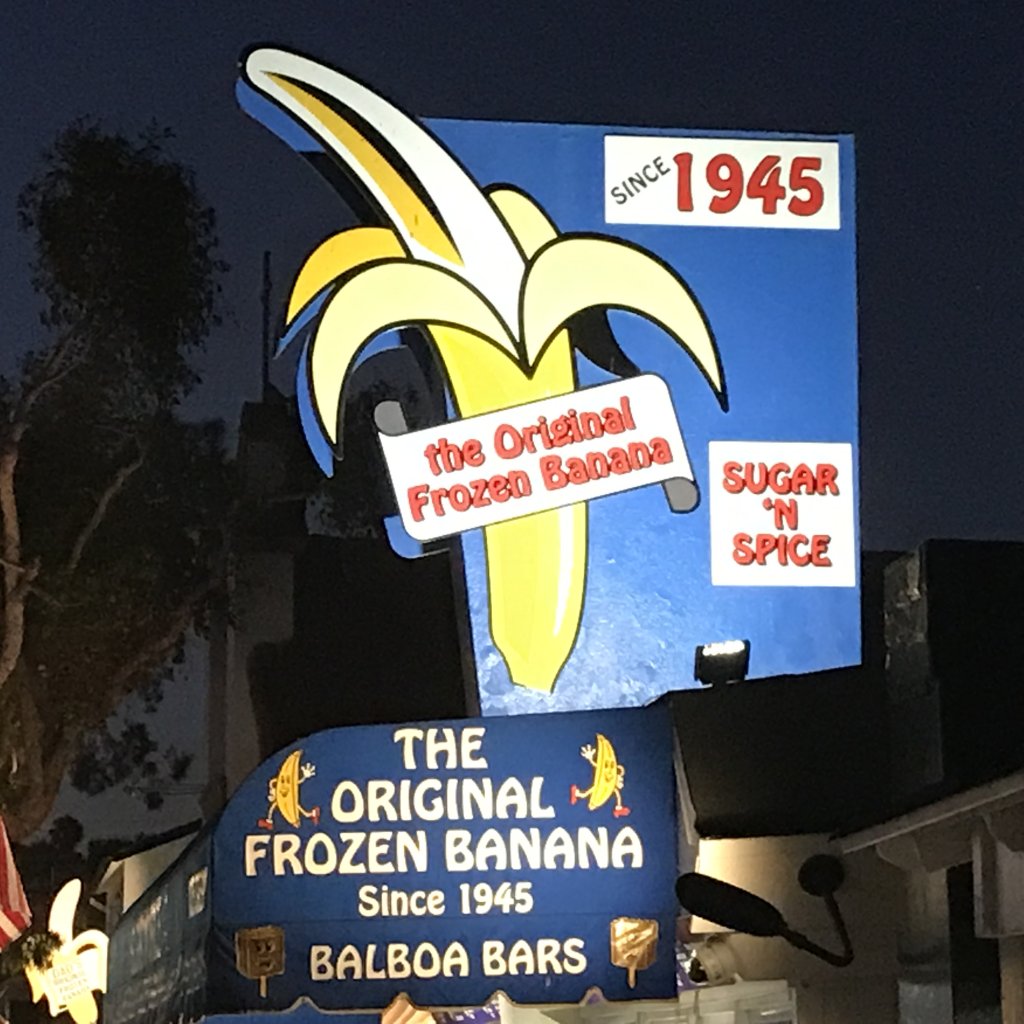 SINCE 1945
the Original
Frozen Banana
SUGAR
'N
SPICE
THE
ORIGINAL
FROZEN BANANA
Since 1945
BALBOA BARS